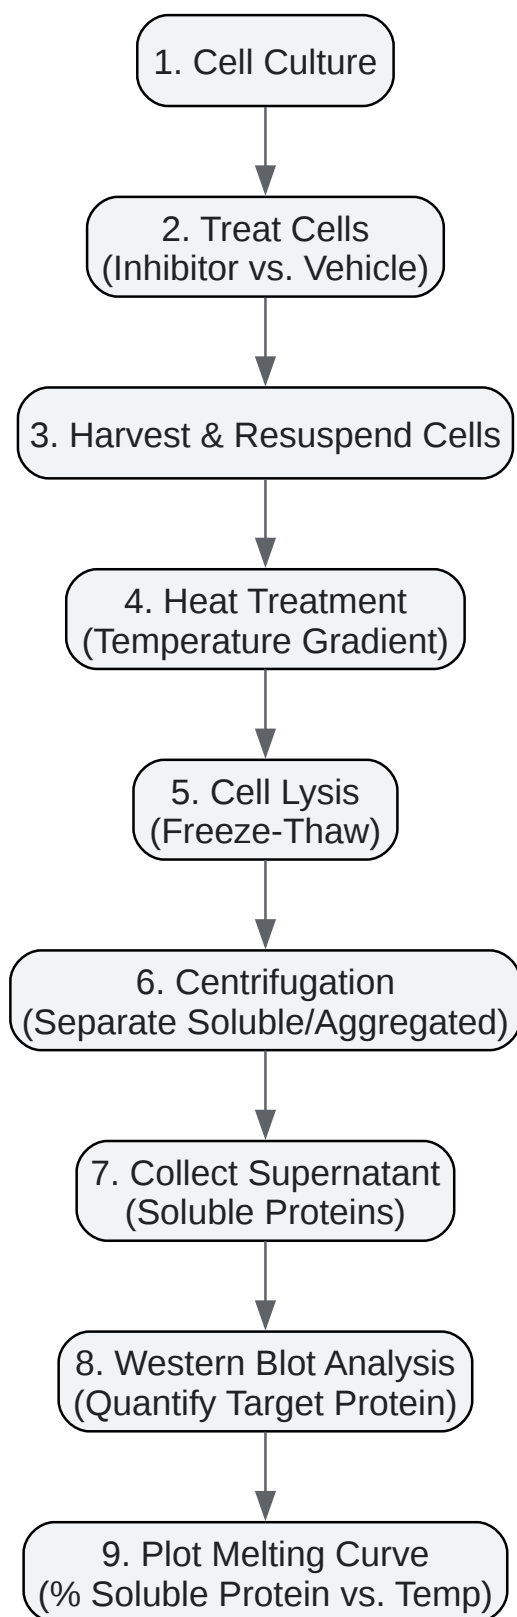 1. Cell Culture
2. Treat Cells
(Inhibitor vs. Vehicle)
3. Harvest & Resuspend Cells
4. Heat Treatment
(Temperature Gradient)
5. Cell Lysis
(Freeze-Thaw)
6. Centrifugation
(Separate Soluble/Aggregated)
7. Collect Supernatant
(Soluble Proteins)
8. Western Blot Analysis
(Quantify Target Protein)
9. Plot Melting Curve
(% Soluble Protein vs. Temp)